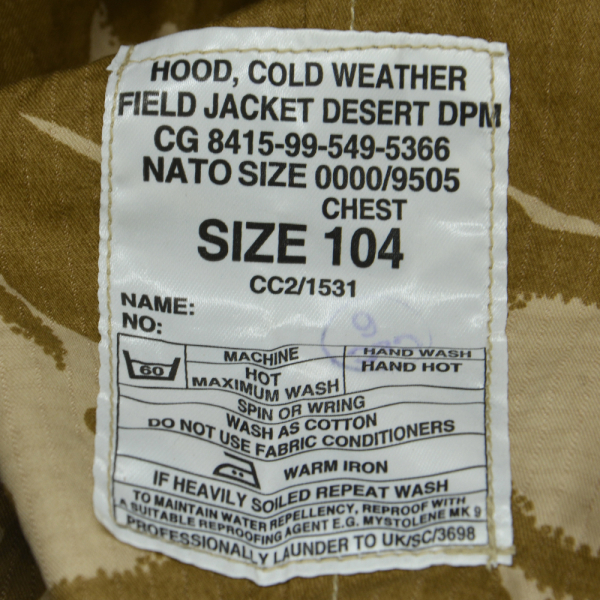 HOOD, COLD WEATHER
FIELD JACKET DESERT DPM
CG 8415-99-549-5366
NATO SIZE 0000/9505
CHEST
SIZE 104
CC2/1531
NAME:
NO:
60
MACHINE
HOT
MAXIMUM WASH
HAND WASH
HAND HOT
SPIN OR WRING
WASH AS COTTON
DO NOT USE FABRIC CONDITIONERS
WARM IRON
IF HEAVILY SOILED REPEAT WASH
TO MAINTAIN WATER REPELLENCY, REPROOF WITH
A SUITABLE REPROOFING AGENT E.G. MYSTOLENE MK 9
PROFESSIONALLY LAUNDER TO UK/SC/3698